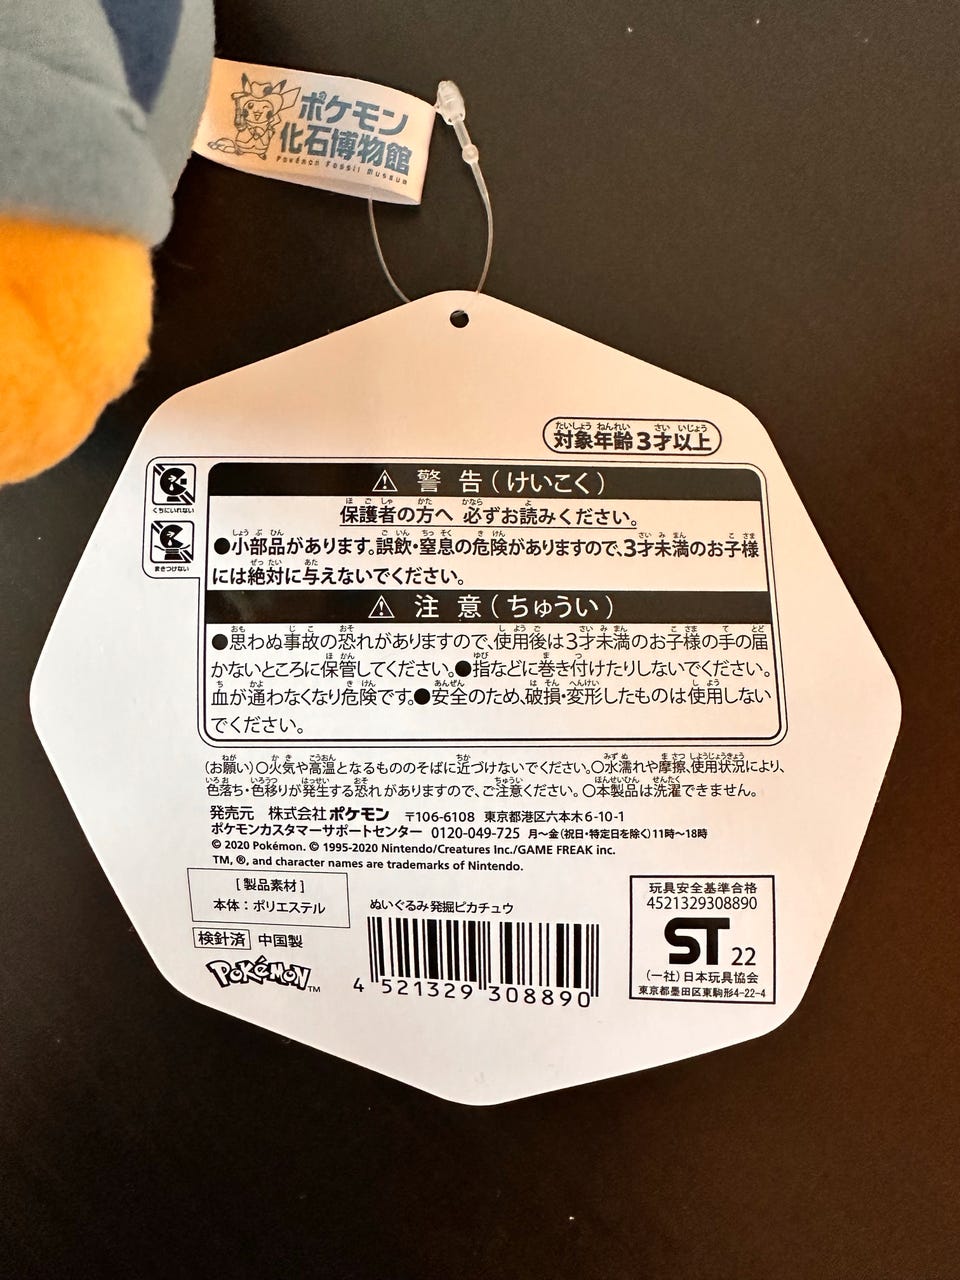 ポケモン
化石博物館
Pokémon Fossil Museum
対象年齢3才以上
たいしょう ねんれい さい いじょう
くちにいれない
まきつけない
⚠ 警 告(けいこく)
保護者の方へ 必ずお読みください。
●小部品があります。誤飲・窒息の危険がありますので、3才未満のお子様
には絶対に与えないでください。
⚠ 注 意(ちゅうい)
●思わぬ事故の恐れがありますので、使用後は3才未満のお子様の手の届
かないところに保管してください。●指などに巻き付けたりしないでください。
血が通わなくなり危険です。●安全のため、破損・変形したものは使用しない
でください。
(お願い)○火気や高温となるもののそばに近づけないでください。○水濡れや摩擦、使用状況により、
色落ち・色移りが発生する恐れがありますので、ご注意ください。○本製品は洗濯できません。
発売元 株式会社ポケモン 〒106-6108 東京都港区六本木6-10-1
ポケモンカスタマーサポートセンター 0120-049-725 月～金(祝日・特定日を除く)11時～18時
© 2020 Pokémon. © 1995-2020 Nintendo/Creatures Inc./GAME FREAK inc.
TM, ®, and character names are trademarks of Nintendo.
[製品素材]
本体：ポリエステル
検針済 中国製
Pokémon TM
ぬいぐるみ発掘ピカチュウ
4 521329 308890
玩具安全基準合格
4521329308890
ST 22
(一社)日本玩具協会
東京都墨田区東駒形4-22-4